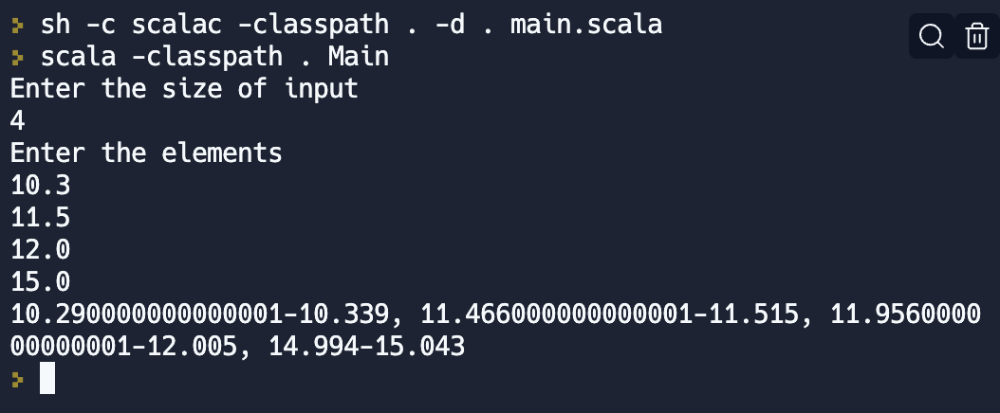 sh -c scalac -classpath . -d . main.scala
scala -classpath . Main
Enter the size of input
4
Enter the elements
10.3
11.5
12.0
15.0
10.290000000000001-10.339, 11.466000000000001-11.515, 11.9560000
00000001-12.005, 14.994-15.043